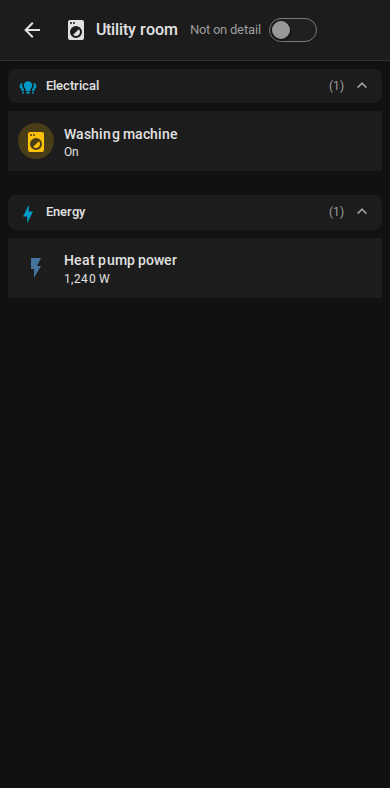 Utility room Not on detail
Electrical (1)
Washing machine
On
Energy (1)
Heat pump power
1,240 W